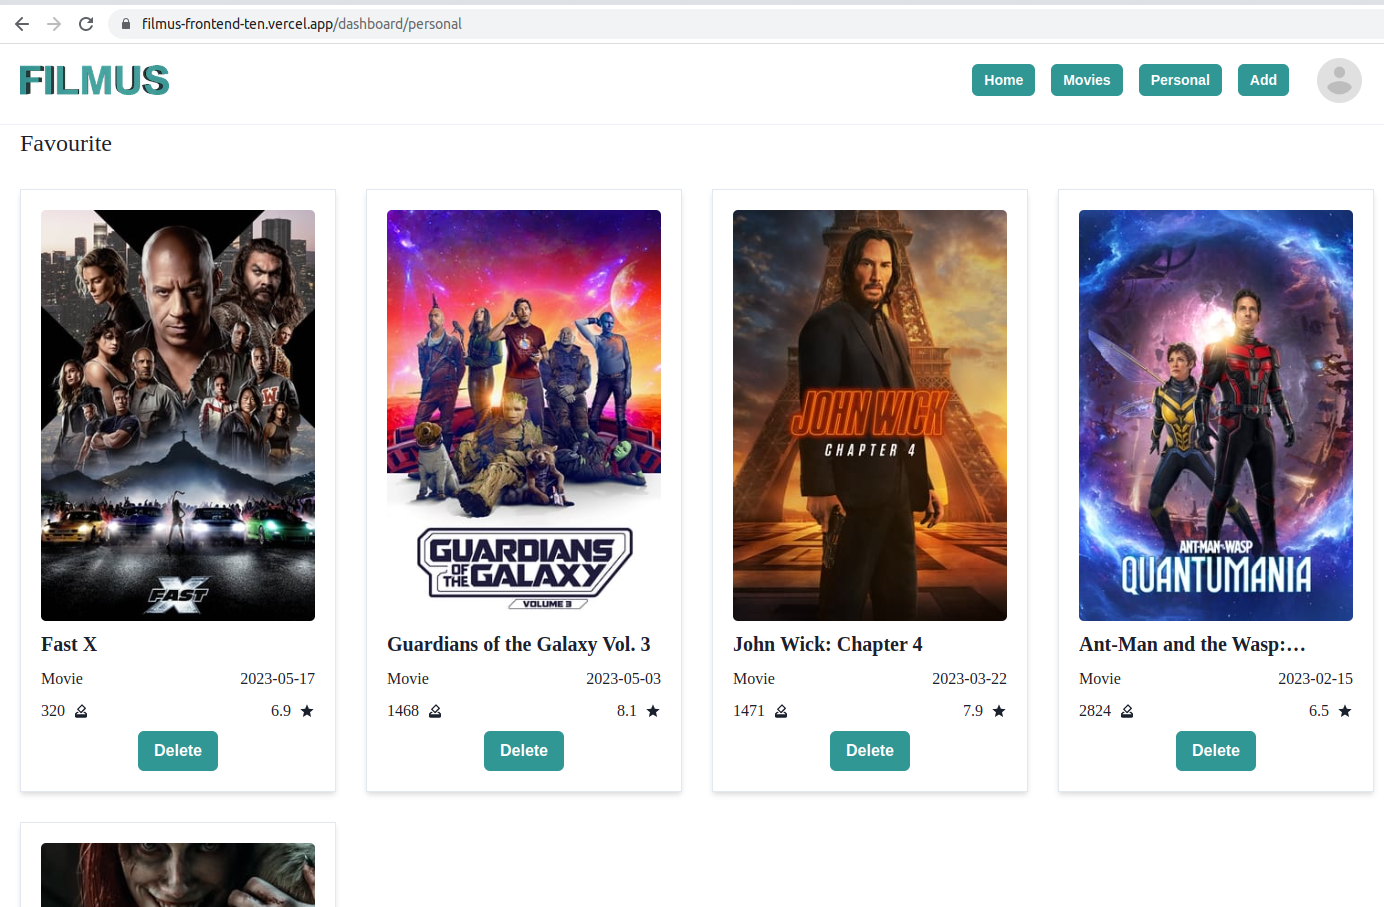 filmus-frontend-ten.vercel.app/dashboard/personal
FILMUS
Home Movies Personal Add
Favourite
FAST X
W
GUARDIANS
OF THE GALAXY
VOLUME 3
JOHN WICK
CHAPTER 4
ANT-MAN AND THE WASP
QUANTUMANIA
Fast X
Movie 2023-05-17
320 6.9
Delete
Guardians of the Galaxy Vol. 3
Movie 2023-05-03
1468 8.1
Delete
John Wick: Chapter 4
Movie 2023-03-22
1471 7.9
Delete
Ant-Man and the Wasp:…
Movie 2023-02-15
2824 6.5
Delete